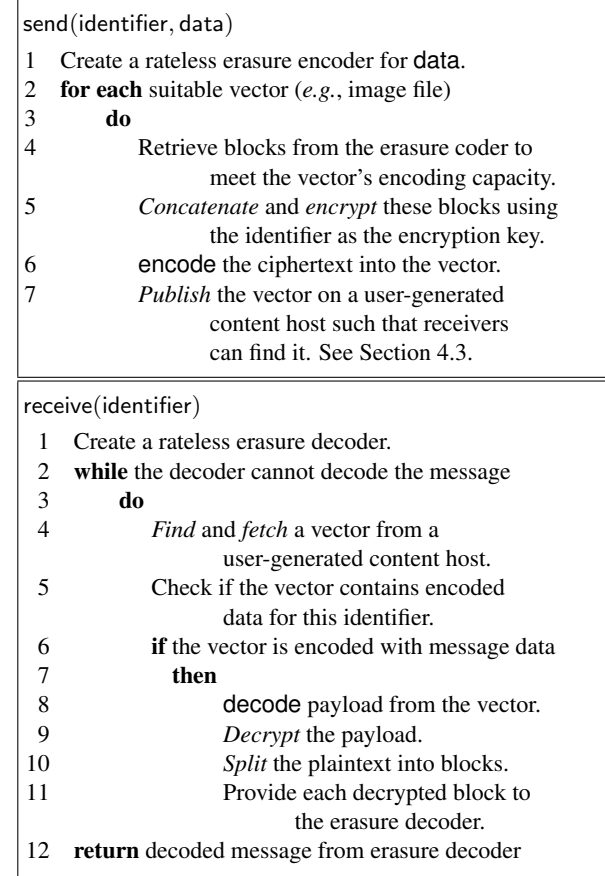 send(identifier, data)
1 Create a rateless erasure encoder for data.
2 for each suitable vector (e.g., image file)
3 do
4 Retrieve blocks from the erasure coder to
meet the vector's encoding capacity.
5 Concatenate and encrypt these blocks using
the identifier as the encryption key.
6 encode the ciphertext into the vector.
7 Publish the vector on a user-generated
content host such that receivers
can find it. See Section 4.3.
receive(identifier)
1 Create a rateless erasure decoder.
2 while the decoder cannot decode the message
3 do
4 Find and fetch a vector from a
user-generated content host.
5 Check if the vector contains encoded
data for this identifier.
6 if the vector is encoded with message data
7 then
8 decode payload from the vector.
9 Decrypt the payload.
10 Split the plaintext into blocks.
11 Provide each decrypted block to
the erasure decoder.
12 return decoded message from erasure decoder